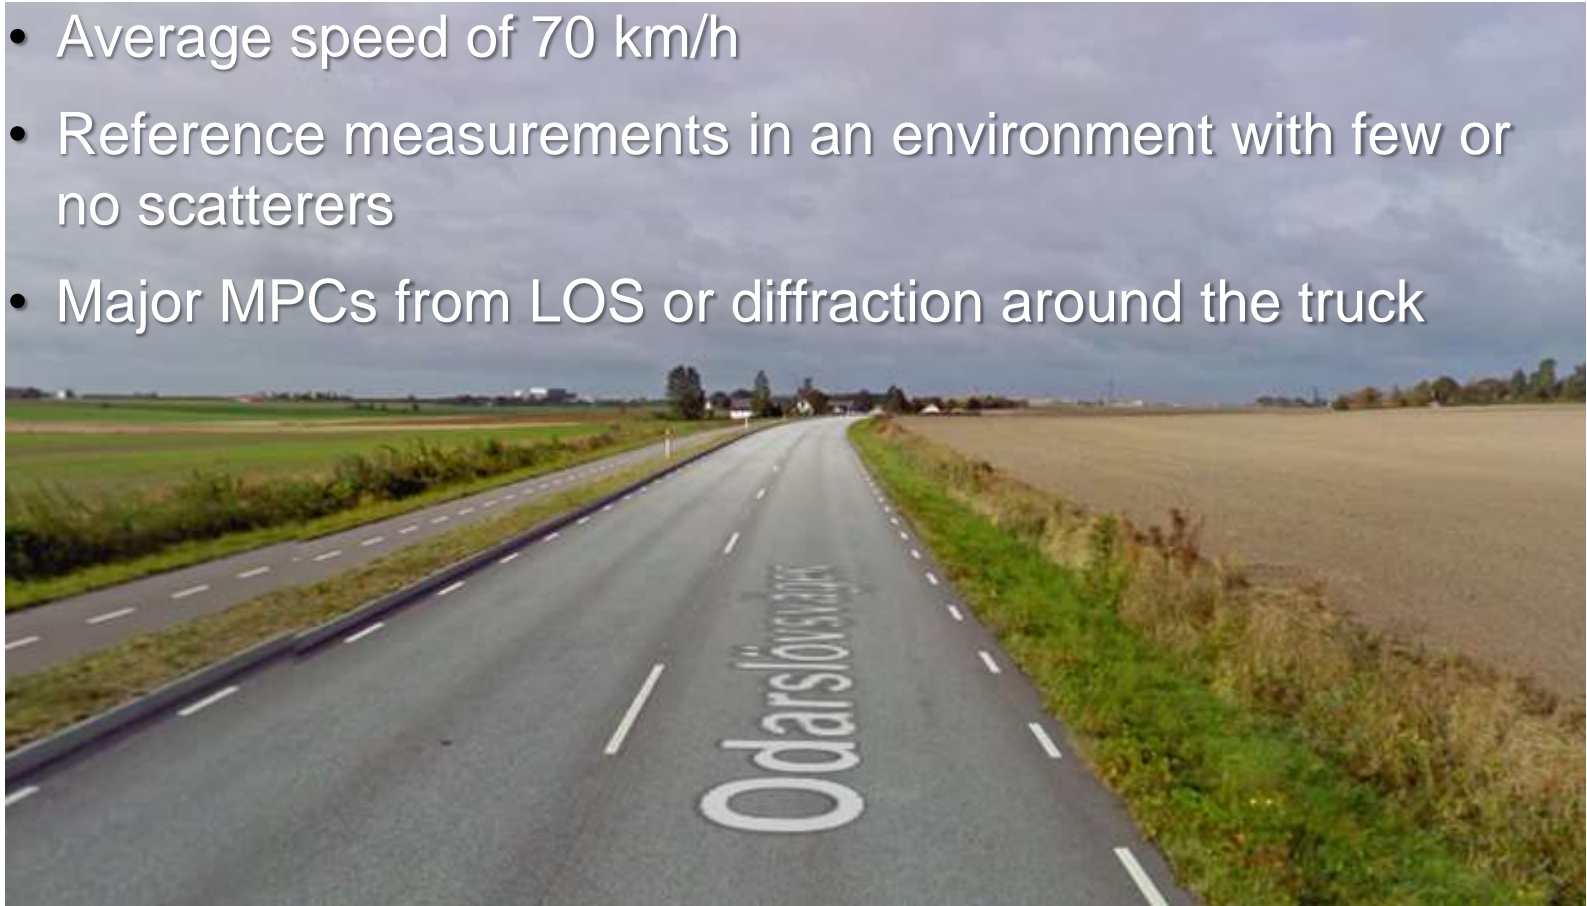 • Average speed of 70 km/h
• Reference measurements in an environment with few or
no scatterers
• Major MPCs from LOS or diffraction around the truck
Odarslövsvägen